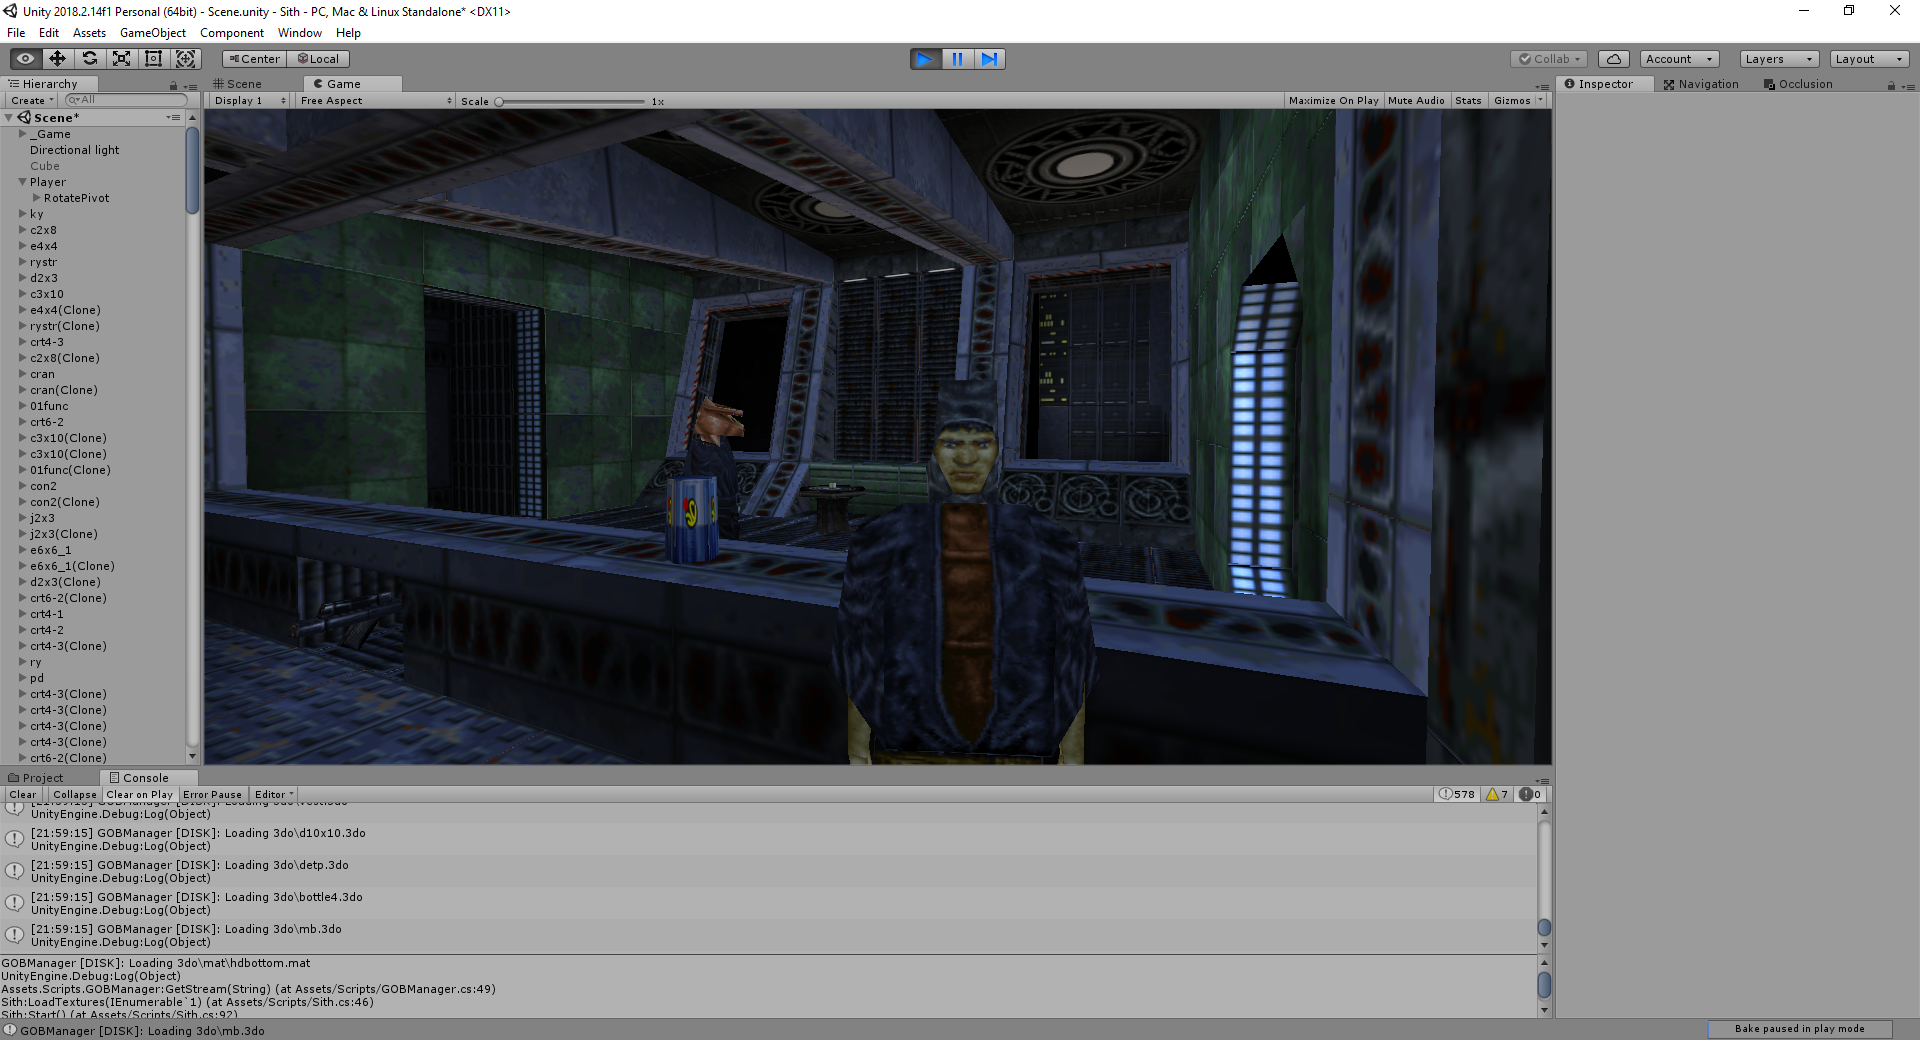 Unity 2018.2.14f1 Personal (64bit) - Scene.unity - Sith - PC, Mac & Linux Standalone* <DX11>
File Edit Assets GameObject Component Window Help
Center Local Collab Account Layers Layout
Hierarchy Scene Game Inspector Navigation Occlusion
Create All Display 1 Free Aspect Scale 1x Maximize On Play Mute Audio Stats Gizmos
Scene*
_Game
Directional light
Cube
Player
RotatePivot
ky
c2x8
e4x4
rystr
d2x3
c3x10
e4x4(Clone)
rystr(Clone)
crt4-3
c2x8(Clone)
cran
cran(Clone)
01func
crt6-2
c3x10(Clone)
c3x10(Clone)
01func(Clone)
con2
con2(Clone)
j2x3
j2x3(Clone)
e6x6_1
e6x6_1(Clone)
d2x3(Clone)
crt6-2(Clone)
crt4-1
crt4-2
crt4-3(Clone)
ry
pd
crt4-3(Clone)
crt4-3(Clone)
crt4-3(Clone)
crt4-3(Clone)
crt6-2(Clone)
Project Console
Clear Collapse Clear on Play Error Pause Editor 578 7 0
UnityEngine.Debug:Log(Object)
[21:59:15] GOBManager [DISK]: Loading 3do\d10x10.3do
UnityEngine.Debug:Log(Object)
[21:59:15] GOBManager [DISK]: Loading 3do\detp.3do
UnityEngine.Debug:Log(Object)
[21:59:15] GOBManager [DISK]: Loading 3do\bottle4.3do
UnityEngine.Debug:Log(Object)
[21:59:15] GOBManager [DISK]: Loading 3do\mb.3do
UnityEngine.Debug:Log(Object)
GOBManager [DISK]: Loading 3do\mat\hdbottom.mat
UnityEngine.Debug:Log(Object)
Assets.Scripts.GOBManager:GetStream(String) (at Assets/Scripts/GOBManager.cs:49)
Sith:LoadTextures(IEnumerable`1) (at Assets/Scripts/Sith.cs:46)
Sith:Start() (at Assets/Scripts/Sith.cs:92)
GOBManager [DISK]: Loading 3do\mb.3do
Bake paused in play mode